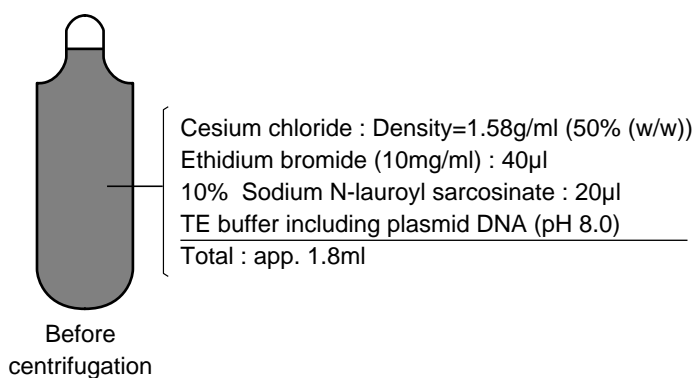 Cesium chloride : Density=1.58g/ml (50% (w/w))
Ethidium bromide (10mg/ml) : 40μl
10% Sodium N-lauroyl sarcosinate : 20μl
TE buffer including plasmid DNA (pH 8.0)
Total : app. 1.8ml
Before
centrifugation